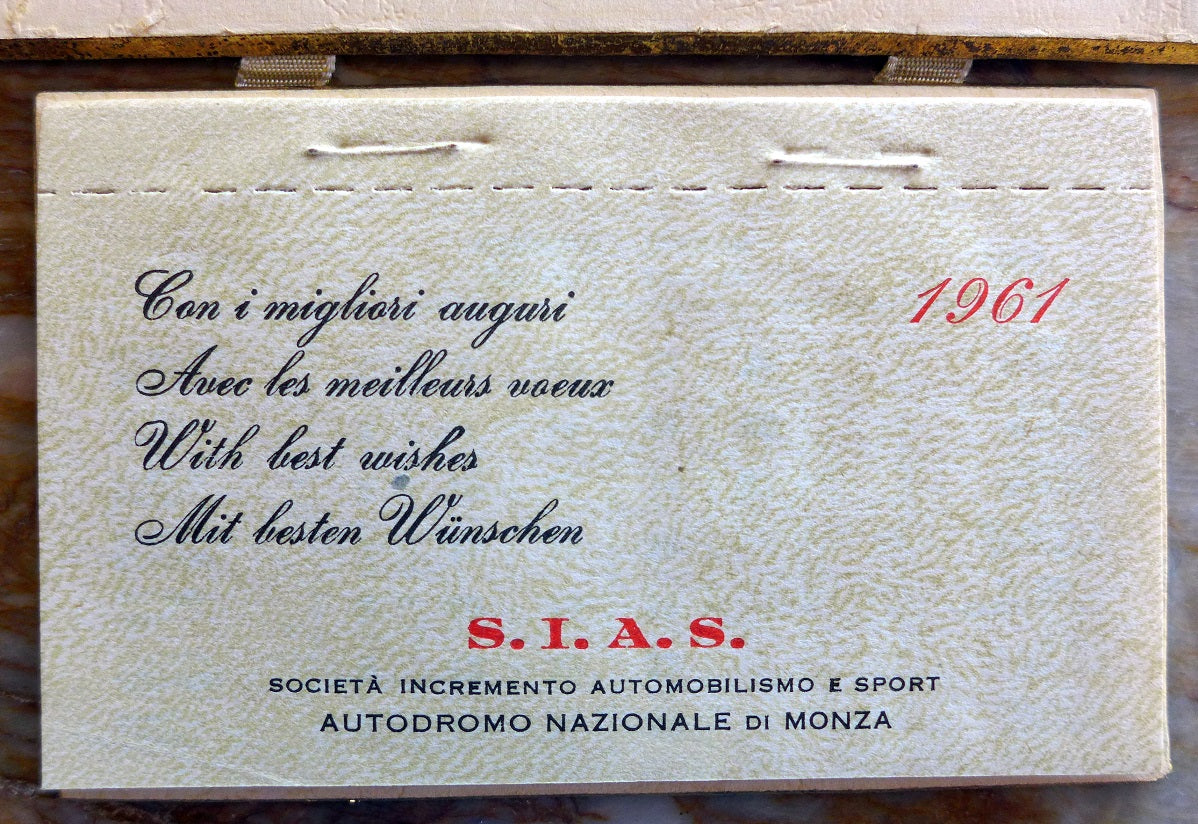 Con i migliori auguri
1961
Avec les meilleurs voeux
With best wishes
Mit besten Wünschen
S. I. A. S.
SOCIETÀ INCREMENTO AUTOMOBILISMO E SPORT
AUTODROMO NAZIONALE DI MONZA